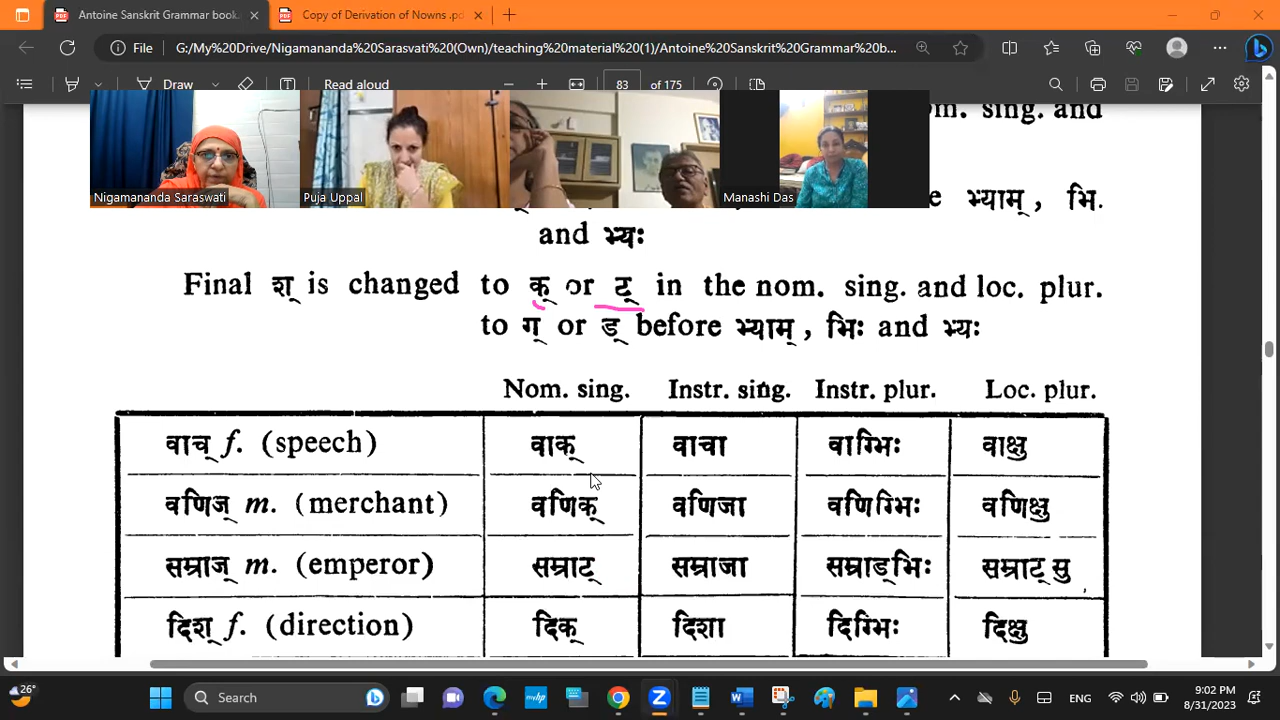 Antoine Sanskrit Grammar book.
Copy of Derivation of Nowns .pdf
File G:/My%20Drive/Nigamananda%20Sarasvati%20(Own)/teaching%20material%20(1)/Antoine%20Sanskrit%20Grammar%20b...
Draw Read aloud 83 of 175
m. sing. and
Nigamananda Saraswati Puja Uppal Manashi Das
भ्याम्, भि.
and भ्यः
Final श् is changed to क् or ट् in the nom. sing. and loc. plur.
to ग् or ड् before भ्याम्, भिः and भ्यः
Nom. sing. Instr. sing. Instr. plur. Loc. plur.
वाच् f. (speech) वाक् वाचा वाग्भिः वाक्षु
वणिज् m. (merchant) वणिक् वणिजा वणिग्भिः वणिक्षु
सम्राज् m. (emperor) सम्राट् सम्राजा सम्राड्भिः सम्राट्सु
दिश् f. (direction) दिक् दिशा दिग्भिः दिक्षु
26° Search ENG 9:02 PM
8/31/2023